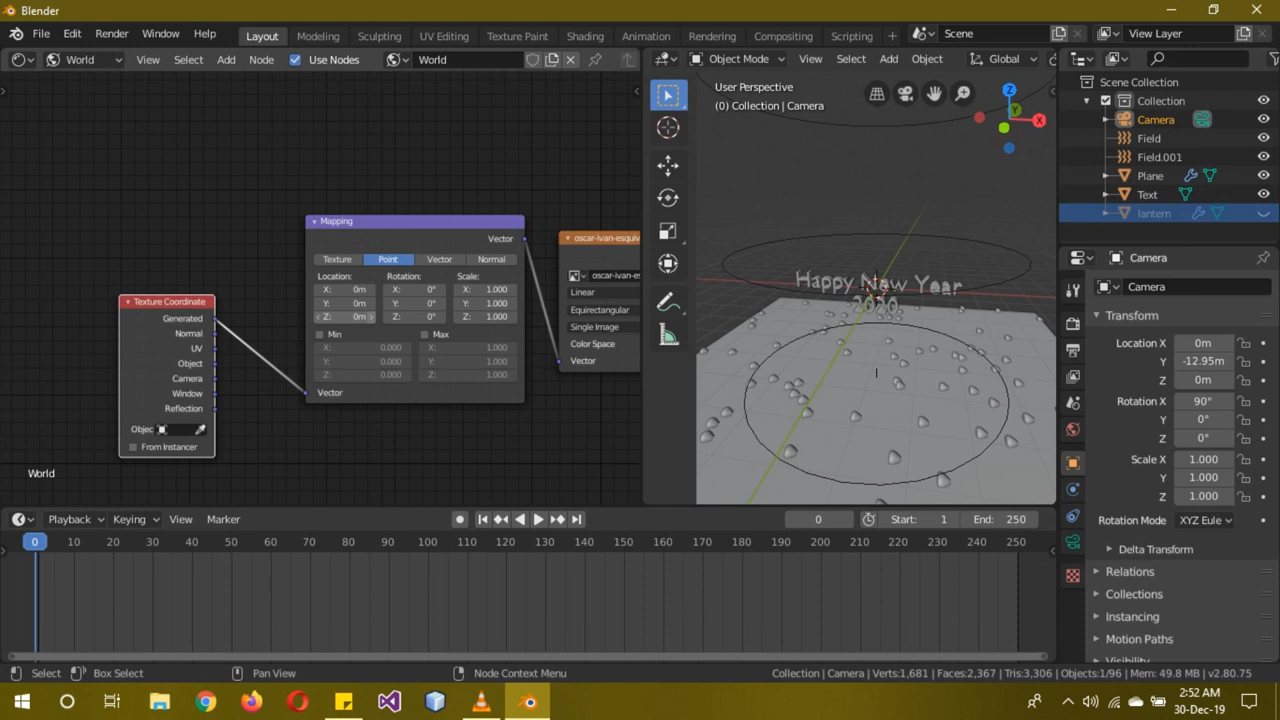 Blender
File Edit Render Window Help Layout Modeling Sculpting UV Editing Texture Paint Shading Animation Rendering Compositing Scripting + Scene View Layer
World View Select Add Node Use Nodes World Object Mode View Select Add Object Global
User Perspective
(0) Collection | Camera
Z
Y
X
Scene Collection
Collection
Camera
Field
Field.001
Plane
Text
lantern
Mapping
Vector
Texture Point Vector Normal
Location: Rotation: Scale:
X: 0m X: 0° X: 1.000
Y: 0m Y: 0° Y: 1.000
Z: 0m Z: 0° Z: 1.000
Min Max
X: 0.000 X: 1.000
Y: 0.000 Y: 1.000
Z: 0.000 Z: 1.000
Vector
Texture Coordinate
Generated
Normal
UV
Object
Camera
Window
Reflection
Objec
From Instancer
oscar-ivan-esquiv
oscar-ivan-es
Linear
Equirectangular
Single Image
Color Space
Vector
World
Happy New Year
2020
Camera
Camera
Transform
Location X 0m
Y -12.95m
Z 0m
Rotation X 90°
Y 0°
Z 0°
Scale X 1.000
Y 1.000
Z 1.000
Rotation Mode XYZ Eule
Delta Transform
Relations
Collections
Instancing
Motion Paths
Visibility
Playback Keying View Marker 0 Start: 1 End: 250
0 10 20 30 40 50 60 70 80 90 100 110 120 130 140 150 160 170 180 190 200 210 220 230 240 250
Select Box Select Pan View Node Context Menu Collection | Camera | Verts:1,681 | Faces:2,367 | Tris:3,306 | Objects:1/96 | Mem: 49.8 MB | v2.80.75
2:52 AM
30-Dec-19